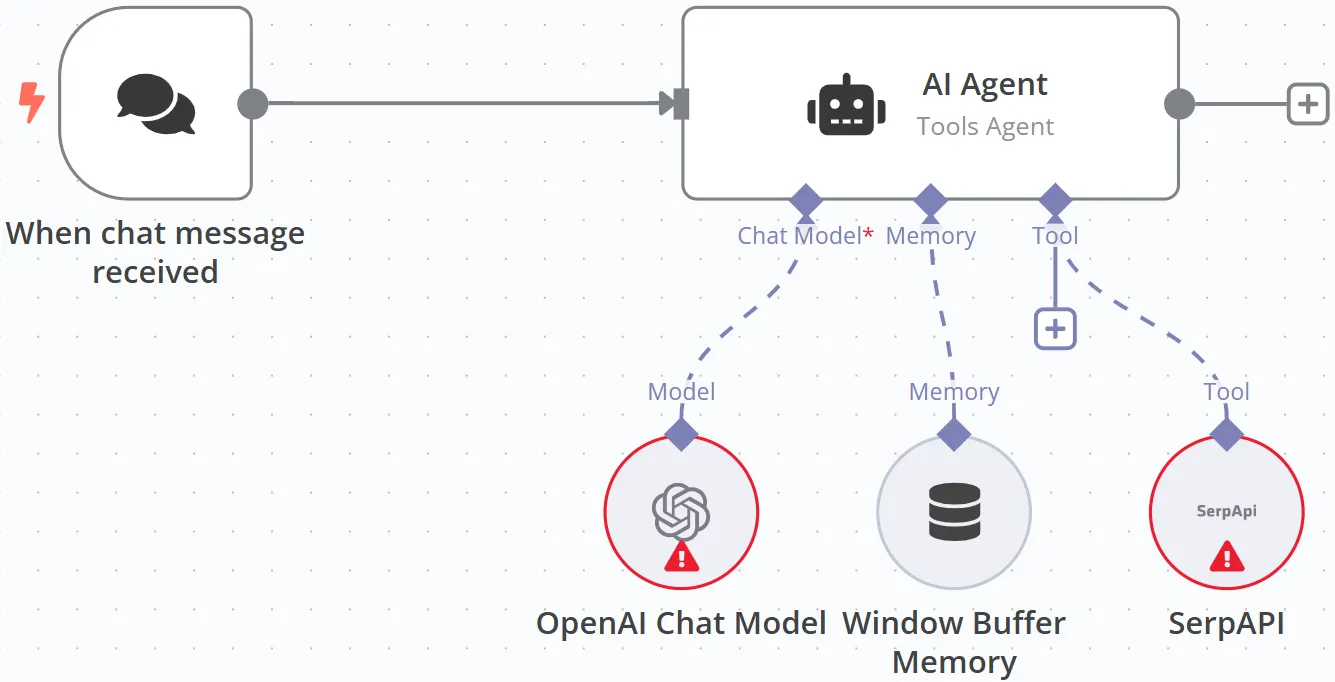 AI Agent
Tools Agent
When chat message
received
Chat Model* Memory Tool
Model Memory Tool
SerpApi
OpenAI Chat Model
Window Buffer
Memory
SerpAPI